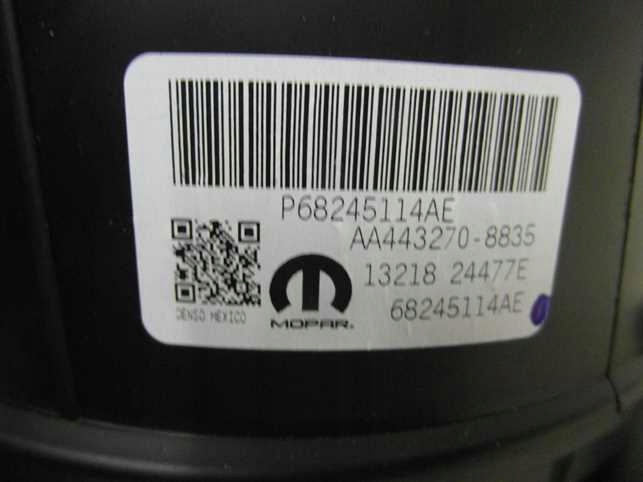 P68245114AE
AA443270-8835
13218 24477E
68245114AE
DENSO MEXICO
MOPAR.